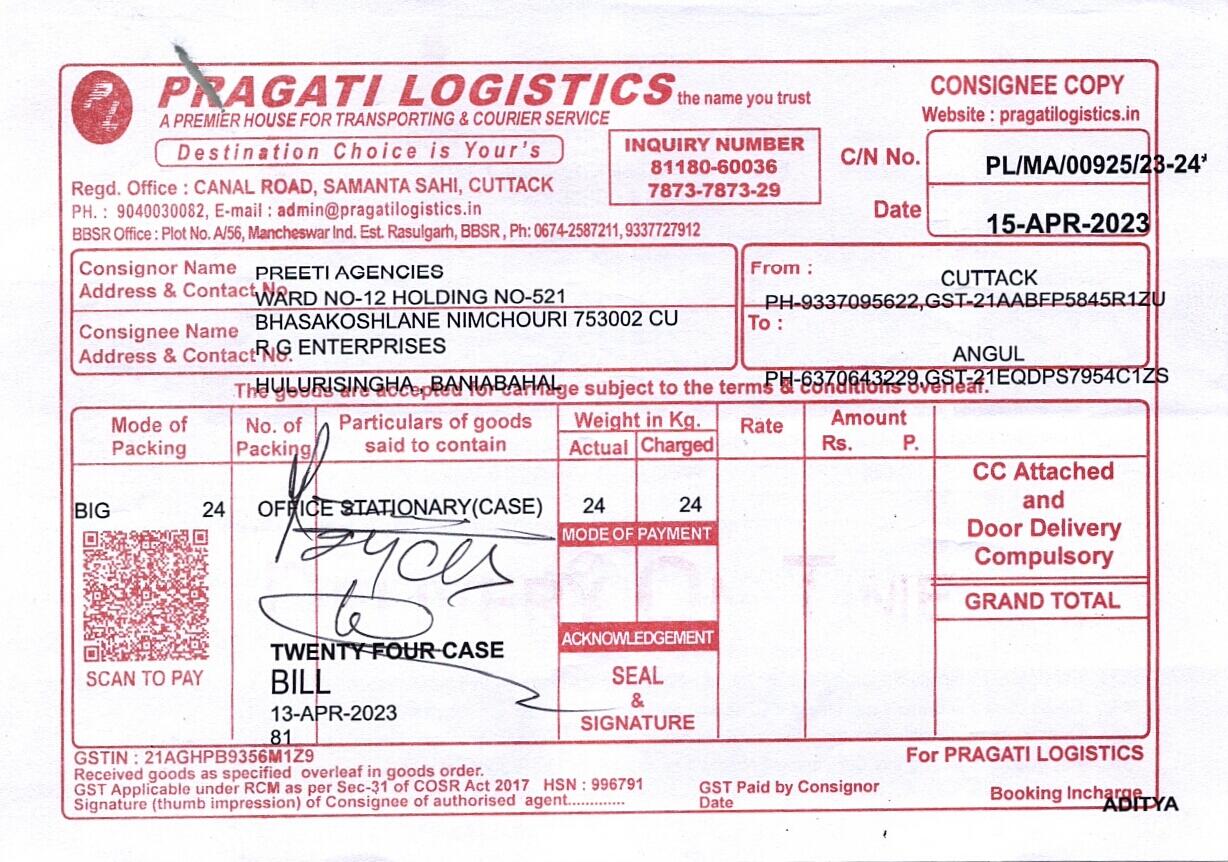 PL
PRAGATI LOGISTICS the name you trust
A PREMIER HOUSE FOR TRANSPORTING & COURIER SERVICE
Destination Choice is Your's
Regd. Office : CANAL ROAD, SAMANTA SAHI, CUTTACK
PH. : 9040030082, E-mail : admin@pragatilogistics.in
BBSR Office : Plot No. A/56, Mancheswar Ind. Est. Rasulgarh, BBSR , Ph: 0674-2587211, 9337727912
INQUIRY NUMBER
81180-60036
7873-7873-29
CONSIGNEE COPY
Website : pragatilogistics.in
C/N No. PL/MA/00925/23-24'
Date 15-APR-2023
Consignor Name PREETI AGENCIES
Address & Contact No. WARD NO-12 HOLDING NO-521
BHASAKOSHLANE NIMCHOURI 753002 CU
Consignee Name
Address & Contact No. R.G ENTERPRISES
HULURISINGHA , BANIABAHAL
From : CUTTACK
PH-9337095622,GST-21AABFP5845R1ZU
To : ANGUL
PH-6370643229,GST-21EQDPS7954C1ZS
The goods are accepted for carriage subject to the terms & conditions overleaf.
Mode of Packing
No. of Packing
Particulars of goods said to contain
Weight in Kg.
Actual Charged
Rate
Amount
Rs. P.
BIG 24 OFFICE STATIONARY(CASE) 24 24
CC Attached
and
Door Delivery
Compulsory
MODE OF PAYMENT
GRAND TOTAL
ACKNOWLEDGEMENT
SEAL
&
SIGNATURE
SCAN TO PAY
TWENTY FOUR CASE
BILL
13-APR-2023
81
GSTIN : 21AGHPB9356M1Z9
Received goods as specified overleaf in goods order.
GST Applicable under RCM as per Sec-31 of COSR Act 2017 HSN : 996791
Signature (thumb impression) of Consignee of authorised agent.............
GST Paid by Consignor
Date
For PRAGATI LOGISTICS
Booking Incharge
ADITYA